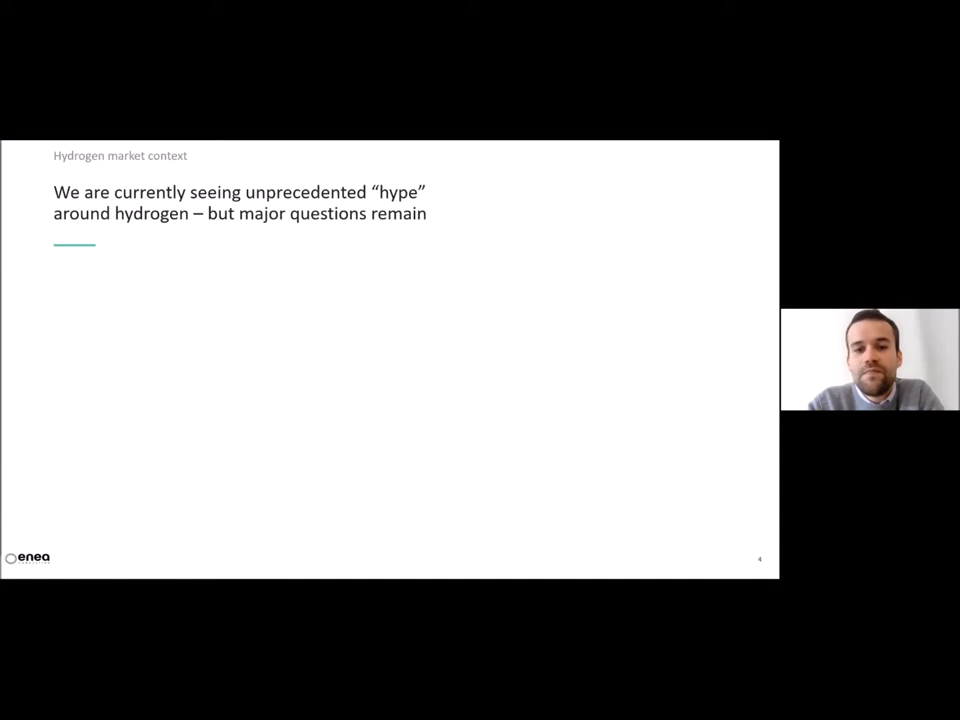 Hydrogen market context
We are currently seeing unprecedented “hype”
around hydrogen – but major questions remain
enea
4